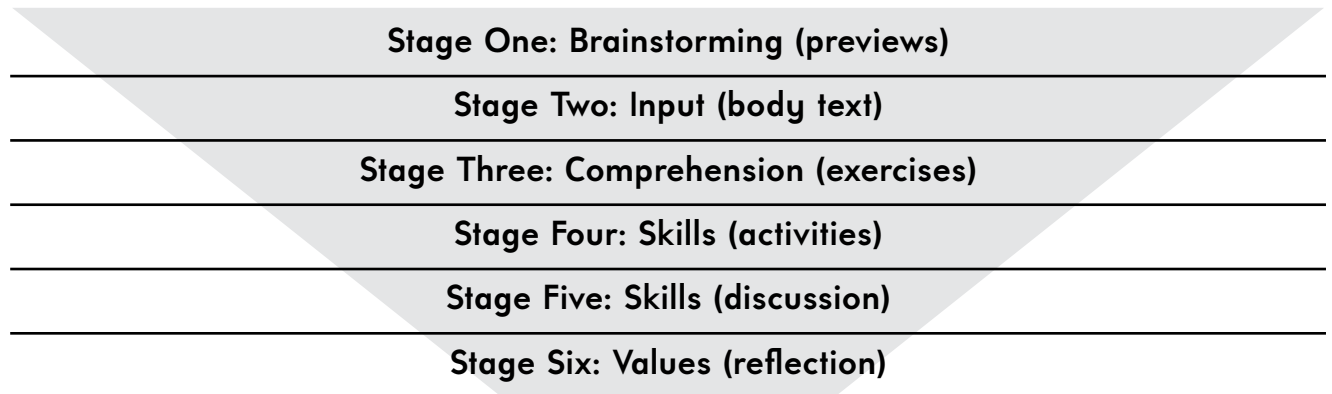 Stage One: Brainstorming (previews)
Stage Two: Input (body text)
Stage Three: Comprehension (exercises)
Stage Four: Skills (activities)
Stage Five: Skills (discussion)
Stage Six: Values (reflection)